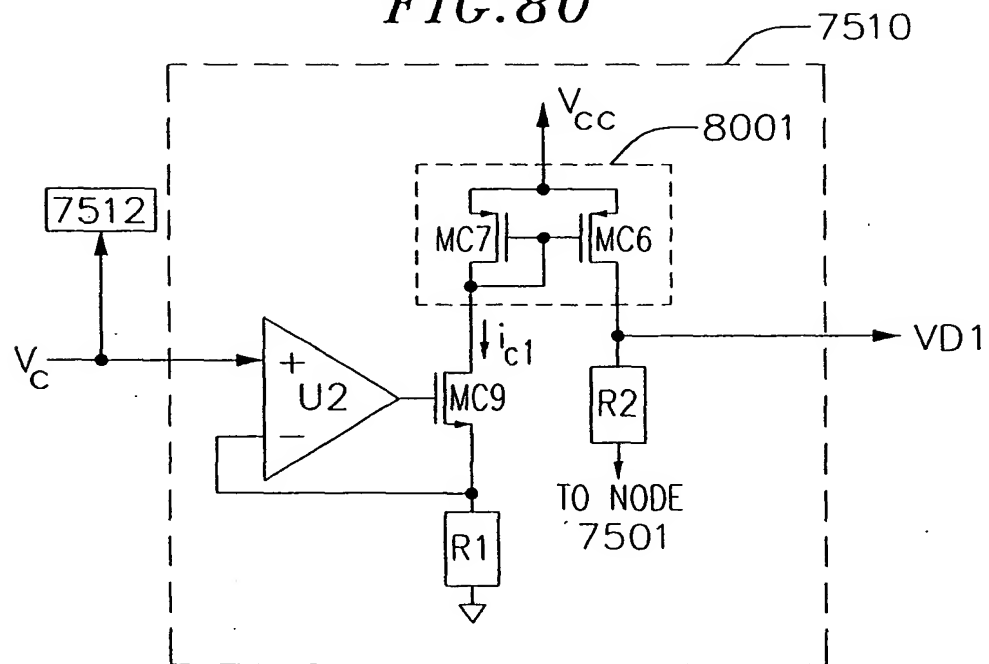 FIG. 80
7510
Vcc
8001
7512
MC7
MC6
ic1
Vc
VD1
+
U2
MC9
R2
−
TO NODE
7501
R1